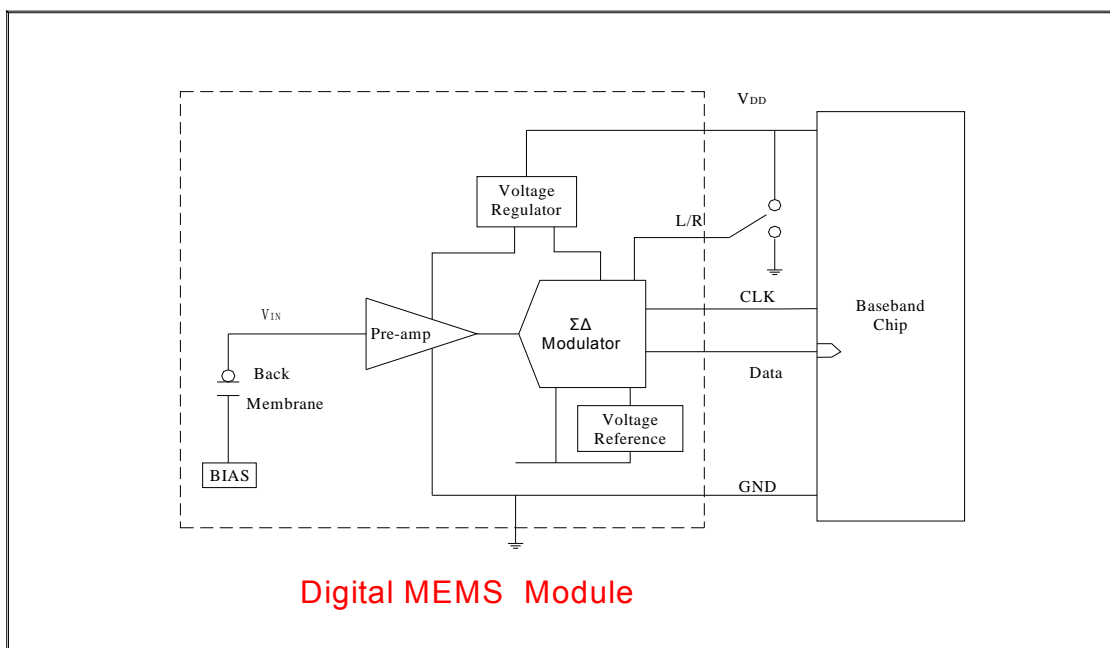 VDD
Voltage
Regulator
L/R
VIN
Pre-amp
ΣΔ
Modulator
CLK
Baseband
Chip
Data
Back
Membrane
Voltage
Reference
BIAS
GND
Digital MEMS Module